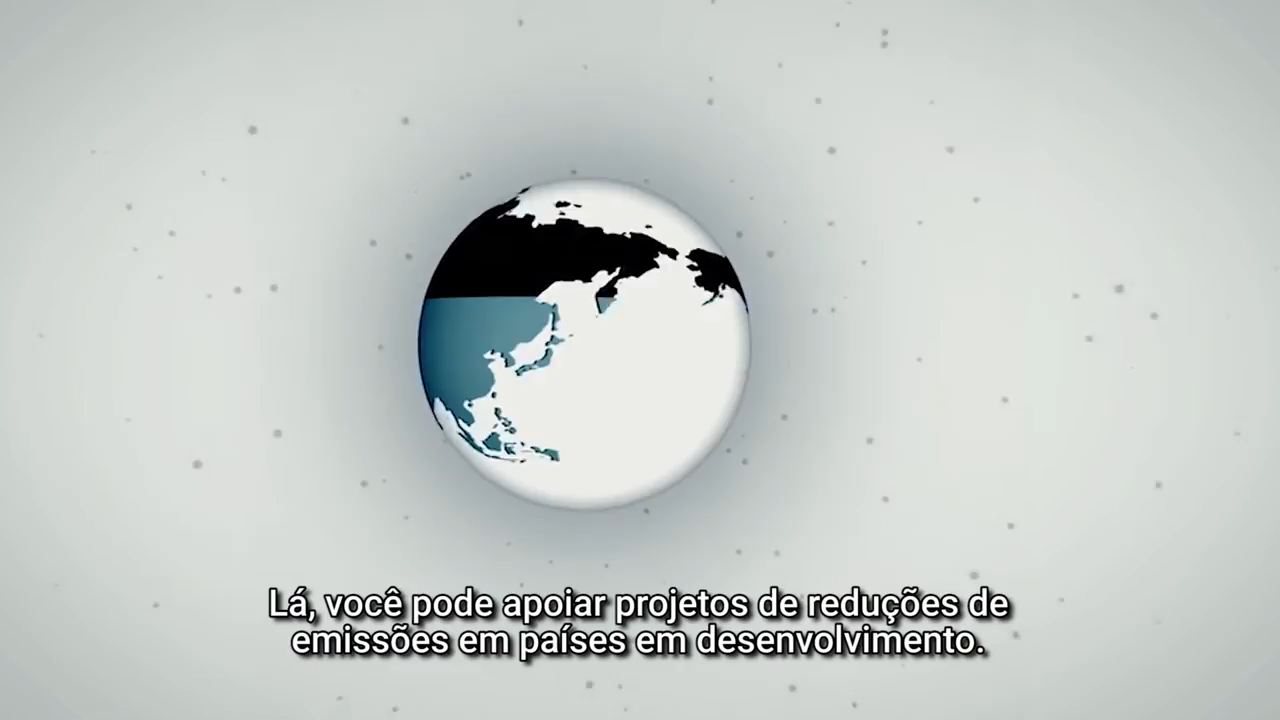 Lá, você pode apoiar projetos de reduções de
emissões em países em desenvolvimento.